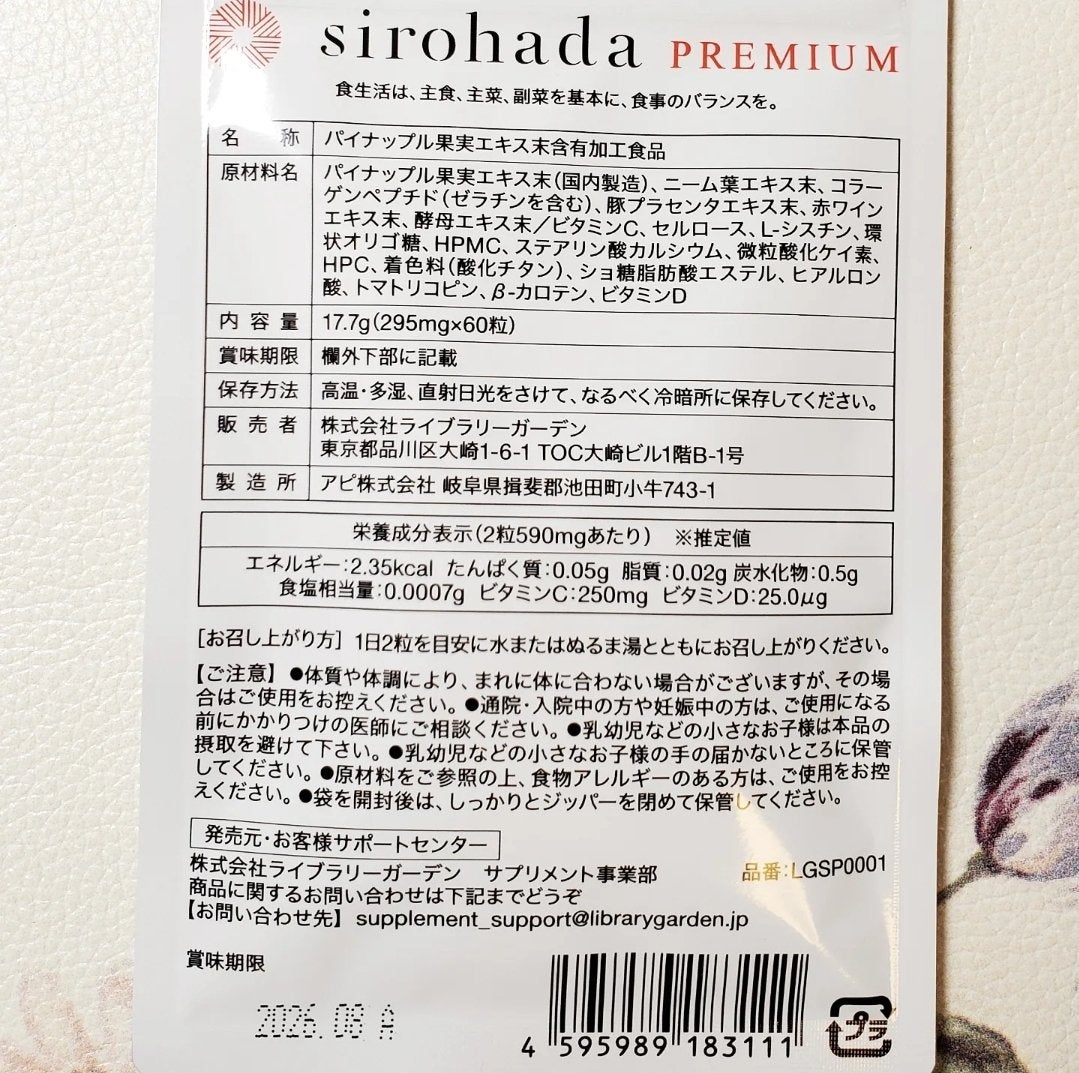 sirohada PREMIUM
食生活は、主食、主菜、副菜を基本に、食事のバランスを。
名 称 パイナップル果実エキス末含有加工食品
原材料名 パイナップル果実エキス末(国内製造)、ニーム葉エキス末、コラー
ゲンペプチド(ゼラチンを含む)、豚プラセンタエキス末、赤ワイン
エキス末、酵母エキス末/ビタミンC、セルロース、L-シスチン、環
状オリゴ糖、HPMC、ステアリン酸カルシウム、微粒酸化ケイ素、
HPC、着色料(酸化チタン)、ショ糖脂肪酸エステル、ヒアルロン
酸、トマトリコピン、β-カロテン、ビタミンD
内容量 17.7g(295mg×60粒)
賞味期限 欄外下部に記載
保存方法 高温・多湿、直射日光をさけて、なるべく冷暗所に保存してください。
販売者 株式会社ライブラリーガーデン
東京都品川区大崎1-6-1 TOC大崎ビル1階B-1号
製造所 アピ株式会社 岐阜県揖斐郡池田町小牛743-1
栄養成分表示(2粒590mgあたり) ※推定値
エネルギー:2.35kcal たんぱく質:0.05g 脂質:0.02g 炭水化物:0.5g
食塩相当量:0.0007g ビタミンC:250mg ビタミンD:25.0μg
[お召し上がり方] 1日2粒を目安に水またはぬるま湯とともにお召し上がりください。
【ご注意】●体質や体調により、まれに体に合わない場合がございますが、その場
合はご使用をお控えください。●通院・入院中の方や妊娠中の方は、ご使用になる
前にかかりつけの医師にご相談ください。●乳幼児などの小さなお子様は本品の
摂取を避けて下さい。●乳幼児などの小さなお子様の手の届かないところに保管
してください。●原材料をご参照の上、食物アレルギーのある方は、ご使用をお控
えください。●袋を開封後は、しっかりとジッパーを閉めて保管してください。
発売元・お客様サポートセンター
株式会社ライブラリーガーデン サプリメント事業部 品番:LGSP0001
商品に関するお問い合わせは下記までどうぞ
【お問い合わせ先】supplement_support@librarygarden.jp
賞味期限
2026.08 A
4 595989 183111
プラ